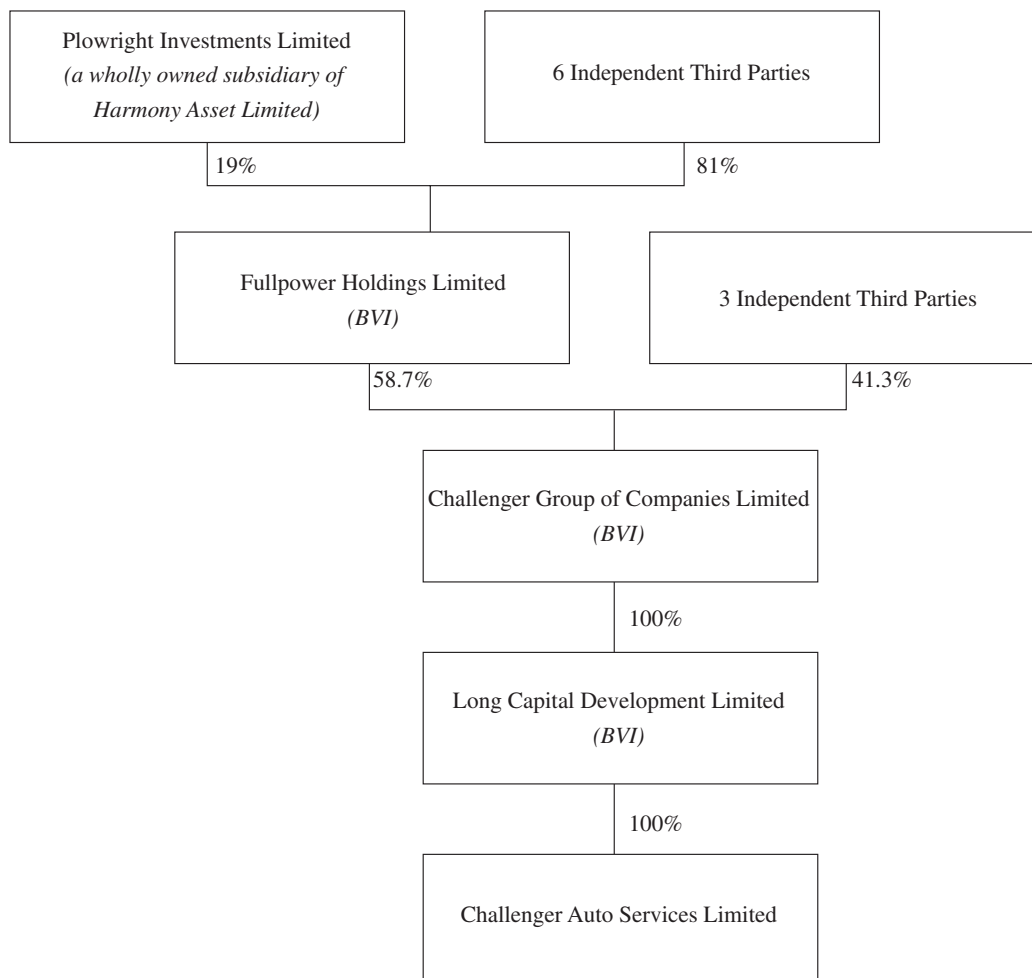 Plowright Investments Limited
(a wholly owned subsidiary of
Harmony Asset Limited)
6 Independent Third Parties
19%
81%
Fullpower Holdings Limited
(BVI)
3 Independent Third Parties
58.7%
41.3%
Challenger Group of Companies Limited
(BVI)
100%
Long Capital Development Limited
(BVI)
100%
Challenger Auto Services Limited